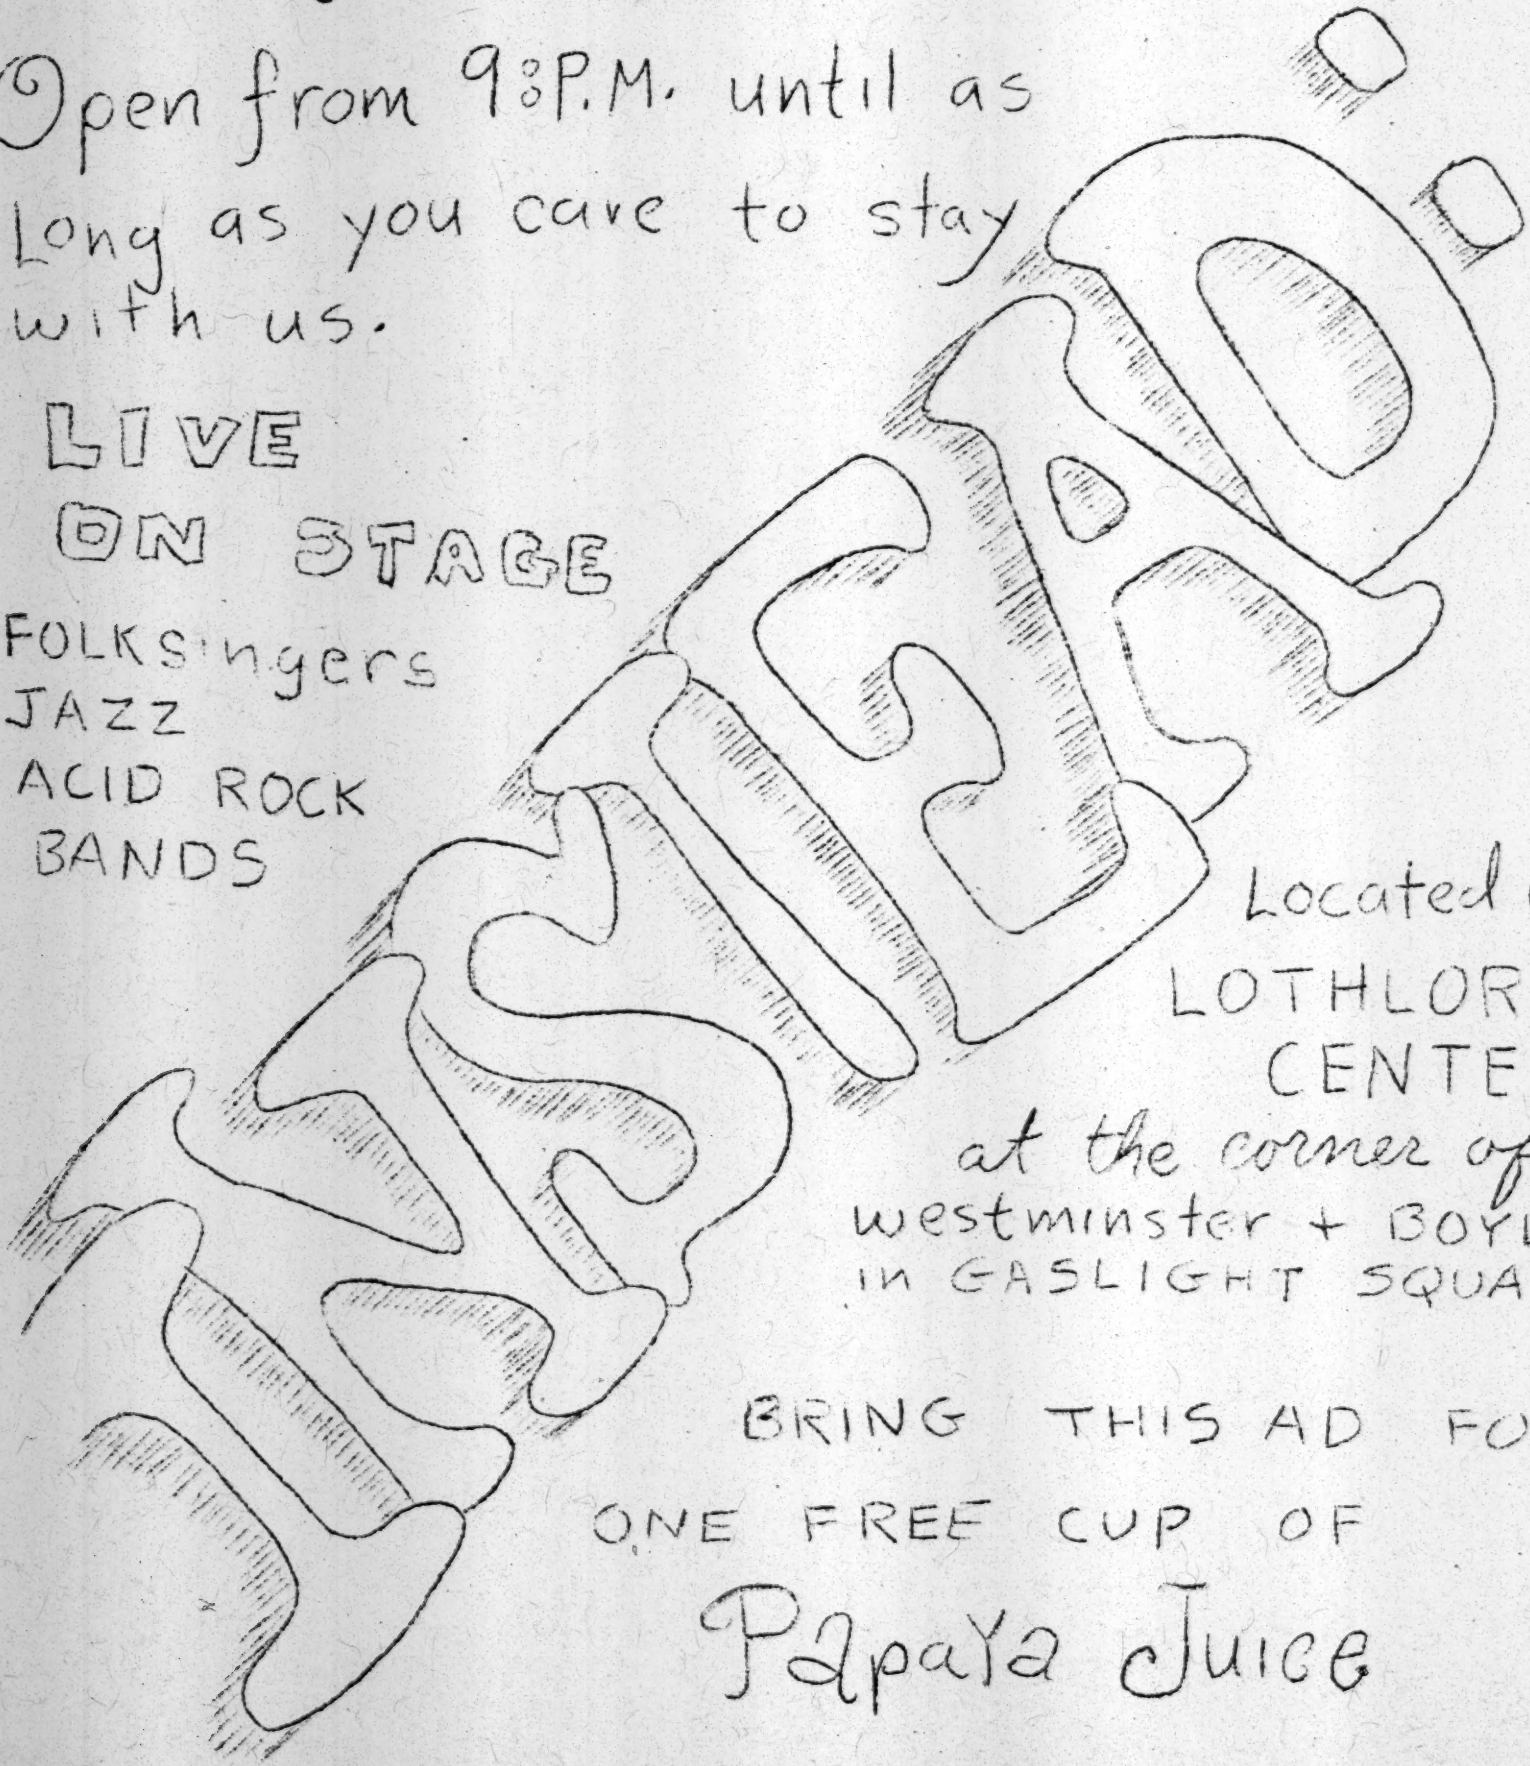 Open from 9:P.M. until as
Long as you care to stay
with us.
LIVE
ON STAGE
FOLKsingers
JAZZ
ACID ROCK
BANDS
Located
LOTHLOR
CENTE
at the corner of
westminster + BOYL
in GASLIGHT SQUA
BRING THIS AD FO
ONE FREE CUP OF
PapaYa Juice